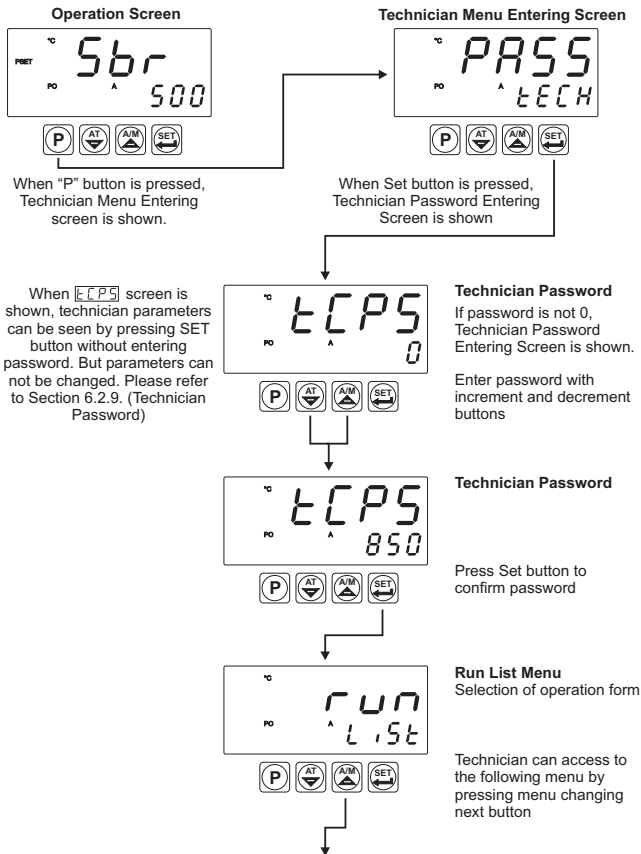 Operation Screen
°C
PSET
Sbr
PO
A
500
P AT A/M SET
When “P” button is pressed,
Technician Menu Entering
screen is shown.
Technician Menu Entering Screen
°C
PASS
PO
A
tECH
P AT A/M SET
When Set button is pressed,
Technician Password Entering
Screen is shown
When tCPS screen is
shown, technician parameters
can be seen by pressing SET
button without entering
password. But parameters can
not be changed. Please refer
to Section 6.2.9. (Technician
Password)
°C
tCPS
PO
A
0
P AT A/M SET
Technician Password
If password is not 0,
Technician Password
Entering Screen is shown.
Enter password with
increment and decrement
buttons
°C
tCPS
PO
A
850
P AT A/M SET
Technician Password
Press Set button to
confirm password
°C
run
PO
A
LiSt
P AT A/M SET
Run List Menu
Selection of operation form
Technician can access to
the following menu by
pressing menu changing
next button